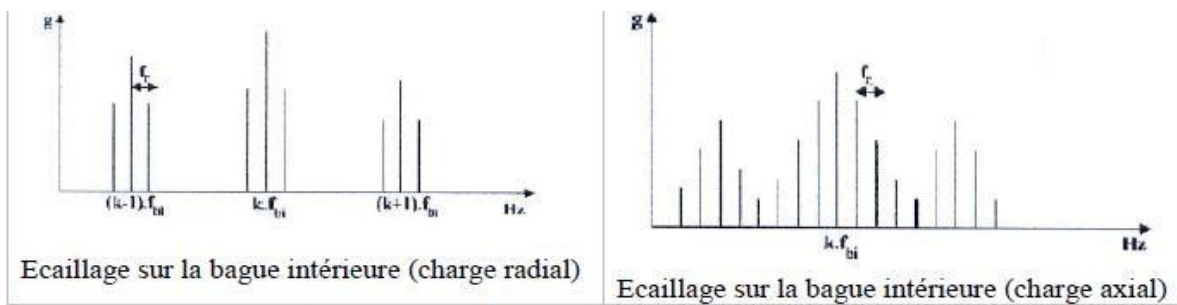 f_r
(k-1).f_bi
k.f_bi
(k+1).f_bi
Hz
Ecaillage sur la bague intérieure (charge radial)
f_r
k.f_bi
Hz
Ecaillage sur la bague intérieure (charge axial)